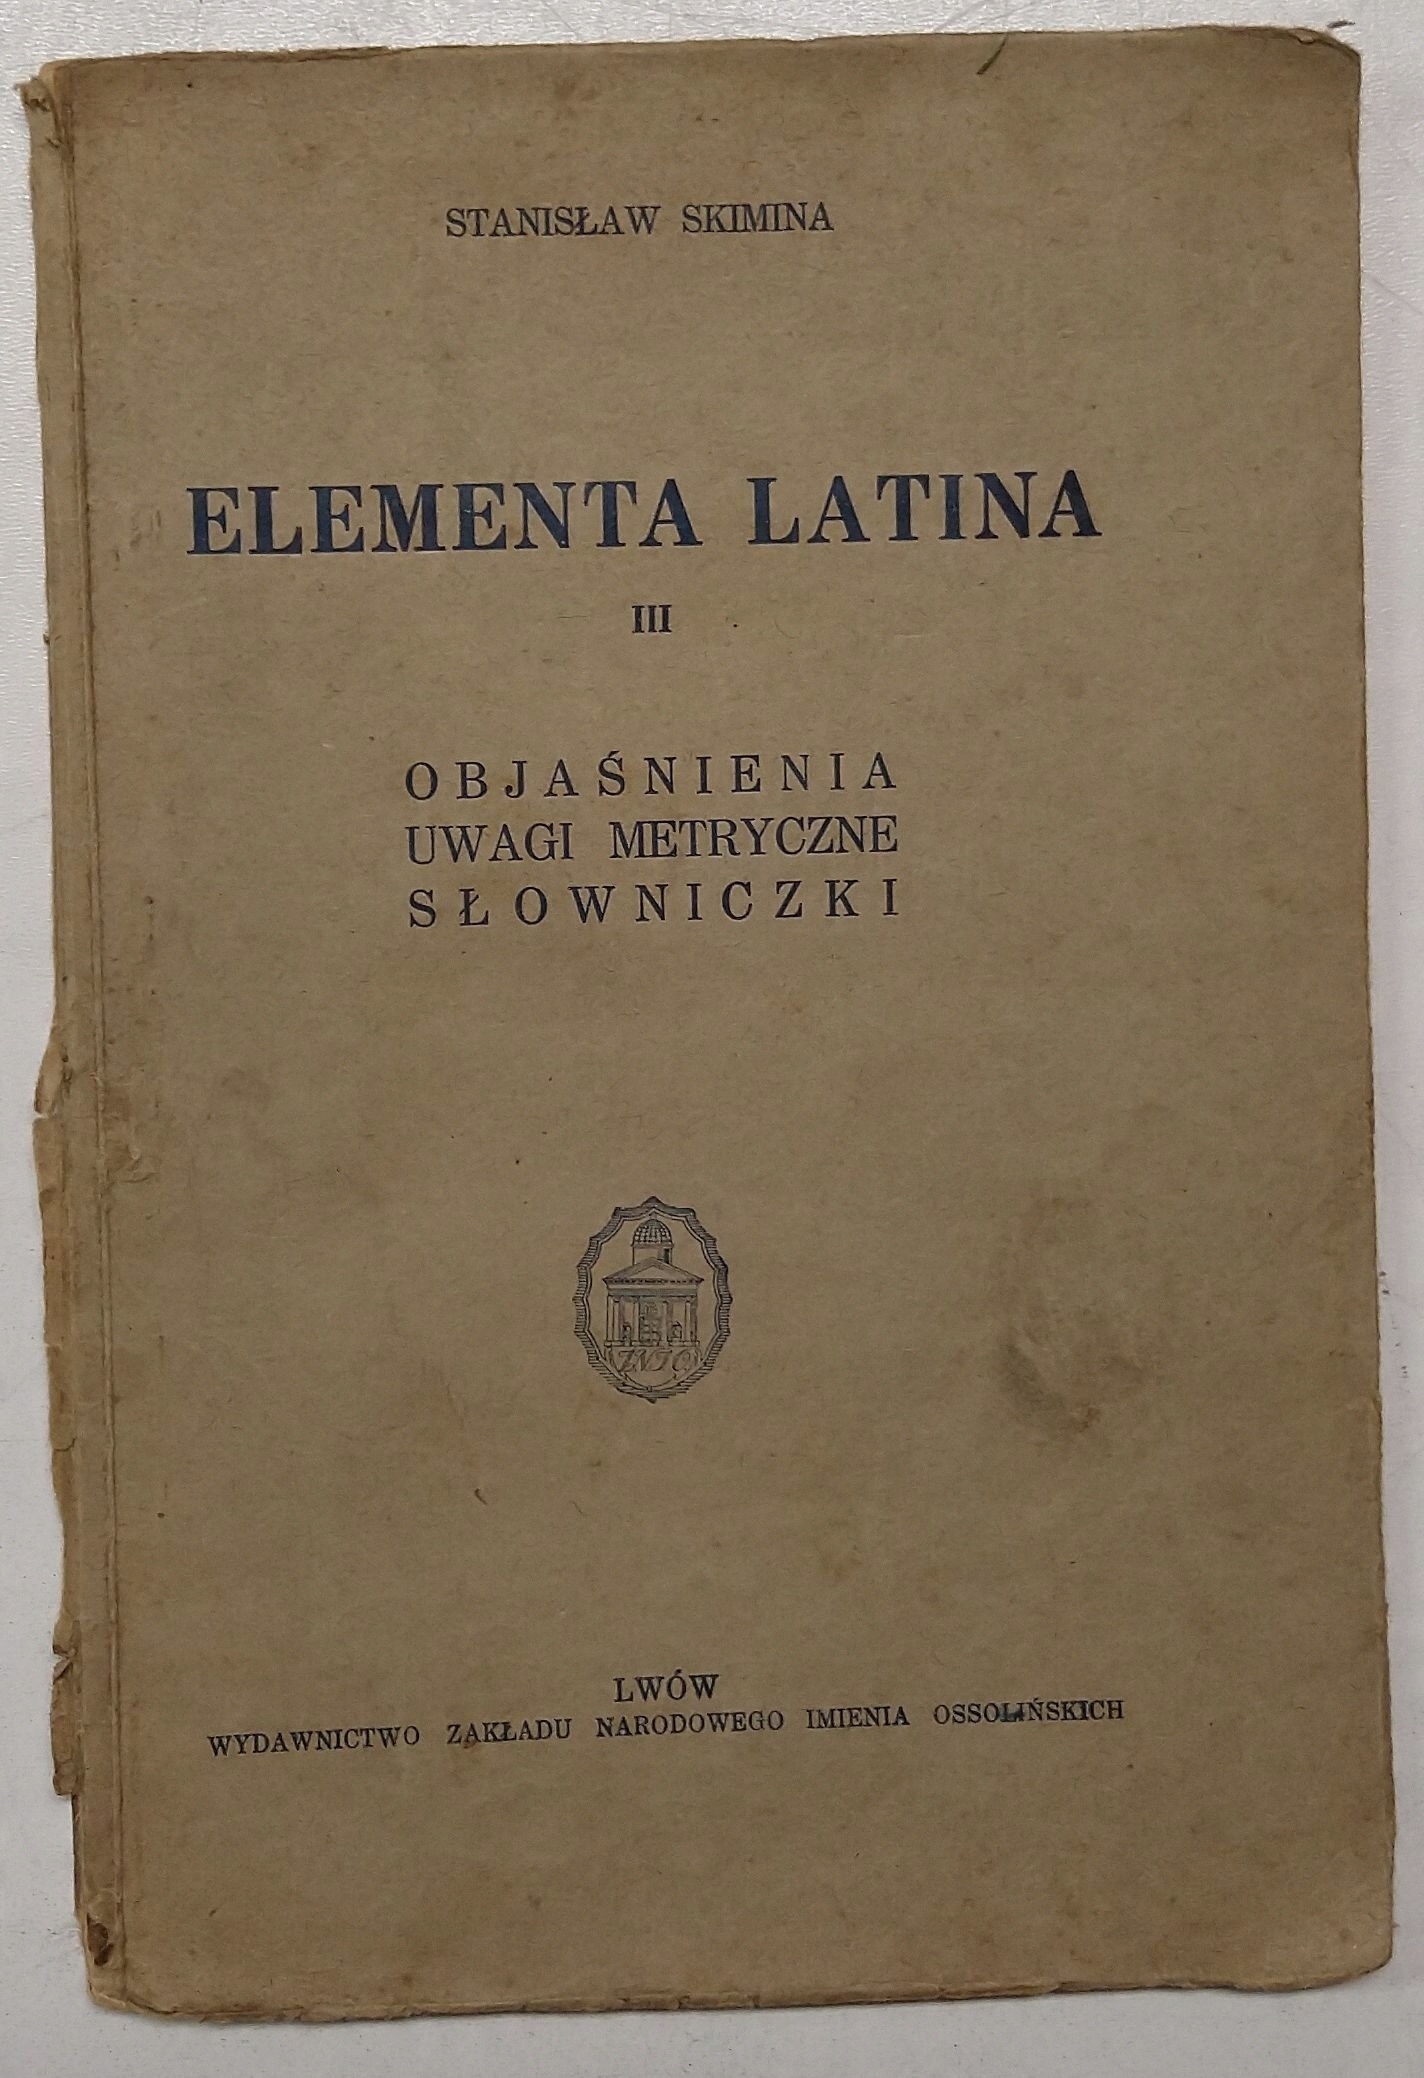 STANISŁAW SKIMINA
ELEMENTA LATINA
III
OBJAŚNIENIA
UWAGI METRYCZNE
SŁOWNICZKI
LWÓW
WYDAWNICTWO ZAKŁADU NARODOWEGO IMIENIA OSSOLIŃSKICH